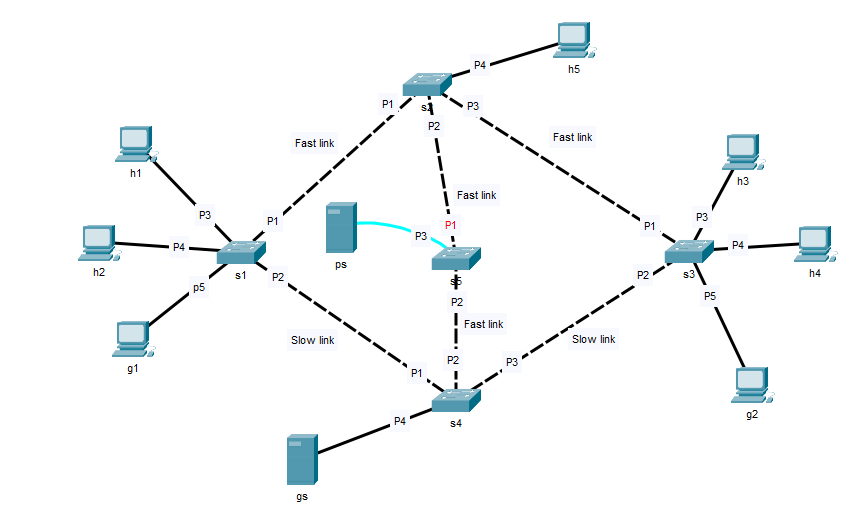 h5
P4
s2
P1
P3
P2
Fast link
Fast link
h1
h3
P3
P1
Fast link
P3
P1
P1
h2
P4
s1
P3
ps
s5
s3
P4
h4
P2
P2
p5
P2
P5
Fast link
Slow link
Slow link
g1
P2
P1
P3
g2
P4
s4
gs